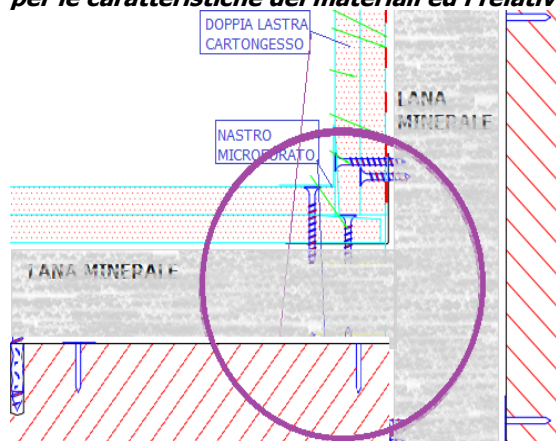 per le caratteristiche dei materiali ed i relativ
DOPPIA LASTRA
CARTONGESSO
LANA
MINERALE
NASTRO
MICROFORATO
LANA MINERALE